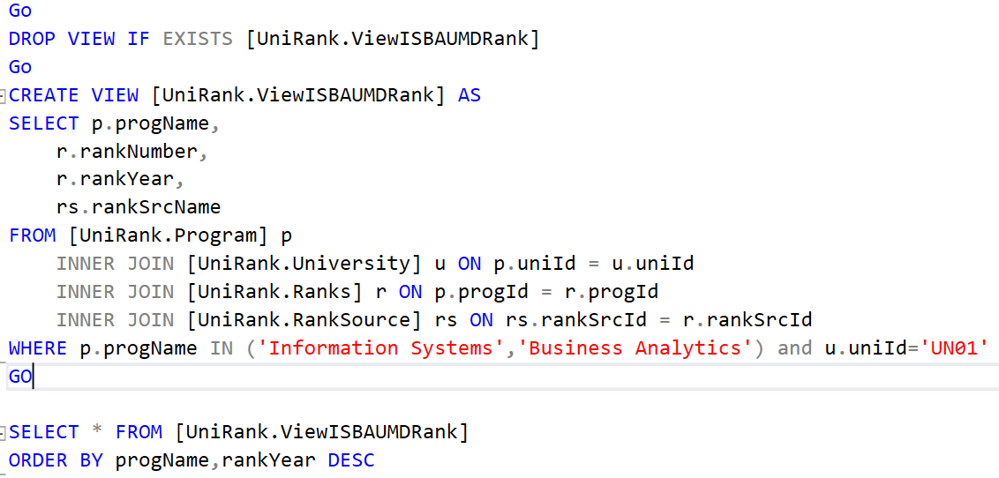 Go
DROP VIEW IF EXISTS [UniRank.ViewISBAUMDRank]
Go
CREATE VIEW [UniRank.ViewISBAUMDRank] AS
SELECT p.progName,
    r.rankNumber,
    r.rankYear,
    rs.rankSrcName
FROM [UniRank.Program] p
    INNER JOIN [UniRank.University] u ON p.uniId = u.uniId
    INNER JOIN [UniRank.Ranks] r ON p.progId = r.progId
    INNER JOIN [UniRank.RankSource] rs ON rs.rankSrcId = r.rankSrcId
WHERE p.progName IN ('Information Systems','Business Analytics') and u.uniId='UN01'
GO
SELECT * FROM [UniRank.ViewISBAUMDRank]
ORDER BY progName,rankYear DESC